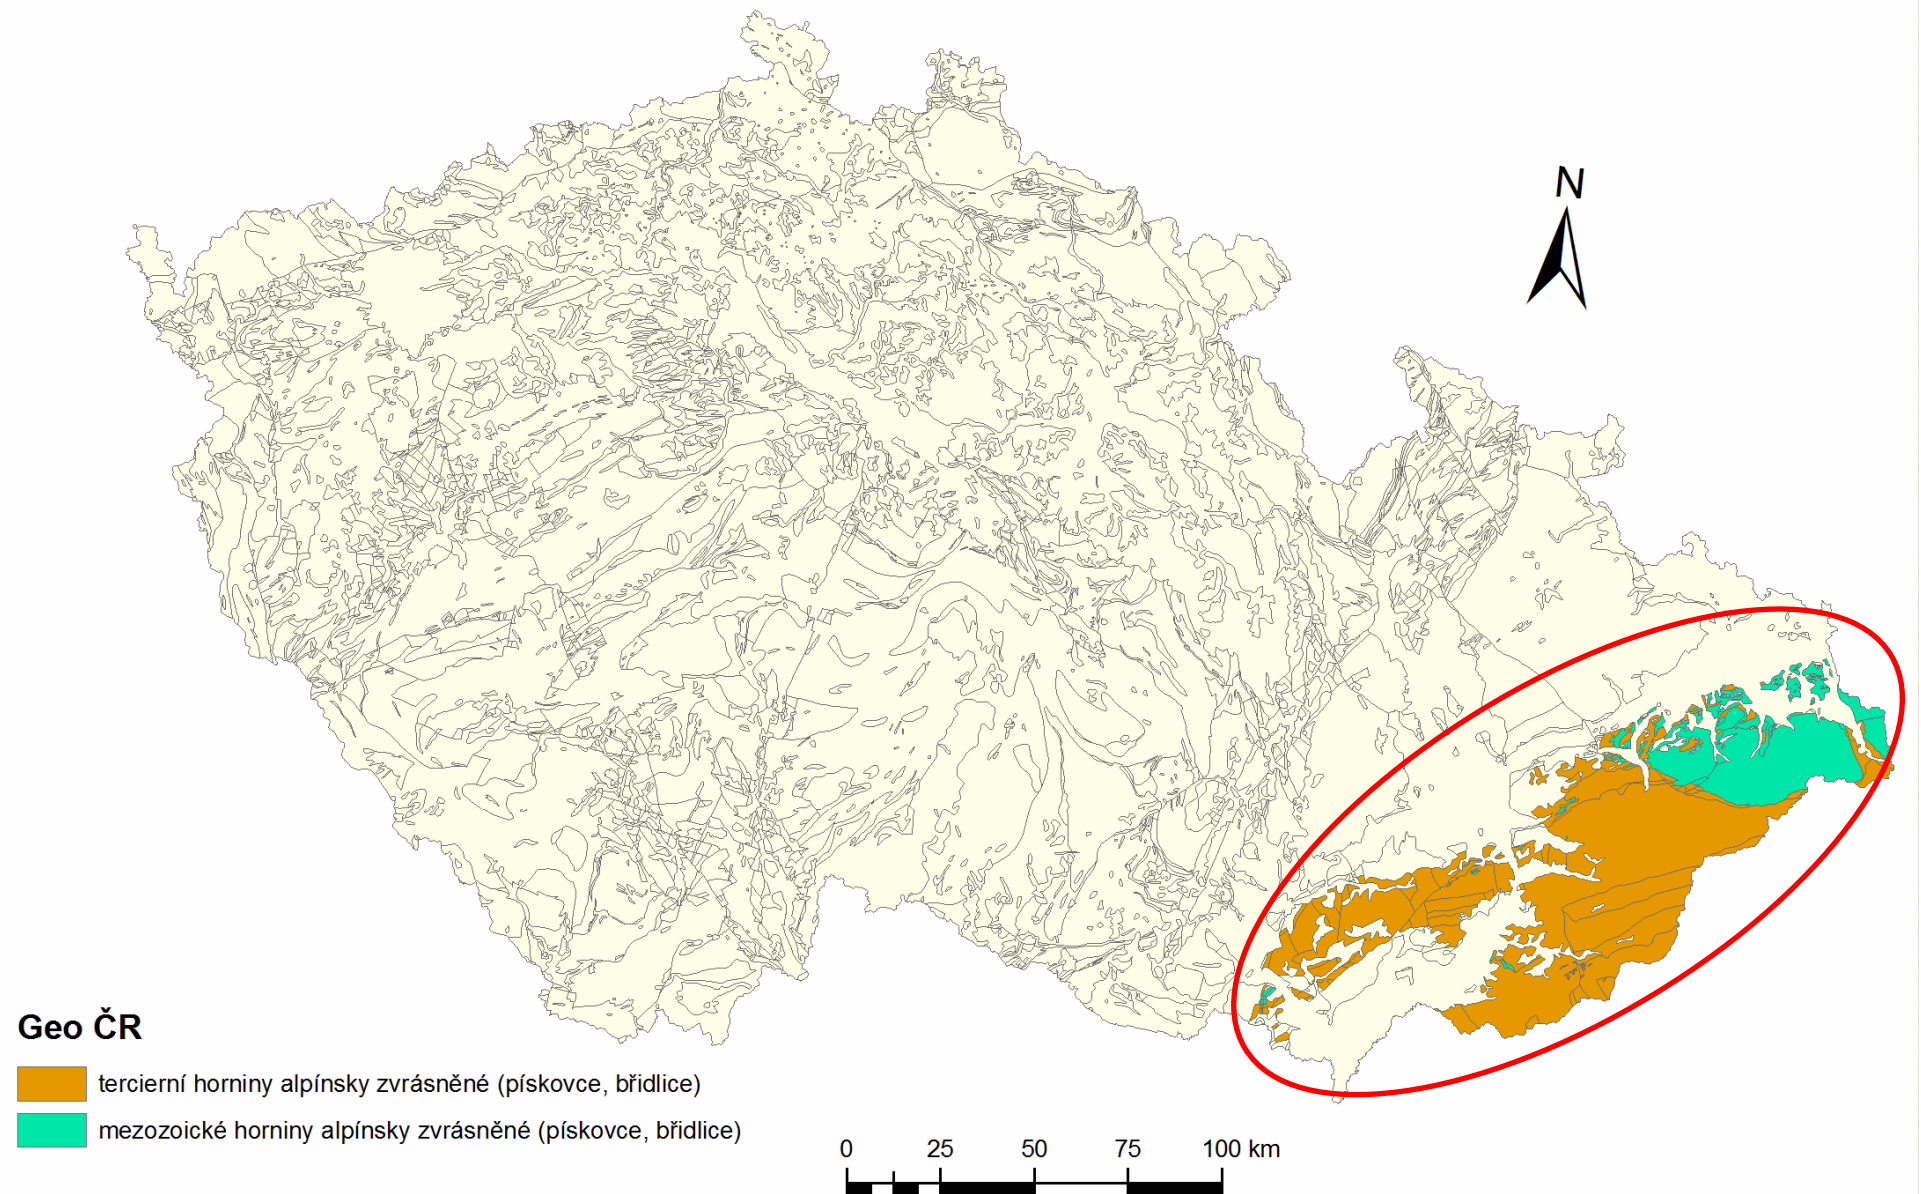 N
Geo ČR
tercierní horniny alpínsky zvrásněné (pískovce, břidlice)
mezozoické horniny alpínsky zvrásněné (pískovce, břidlice)
0 25 50 75 100 km